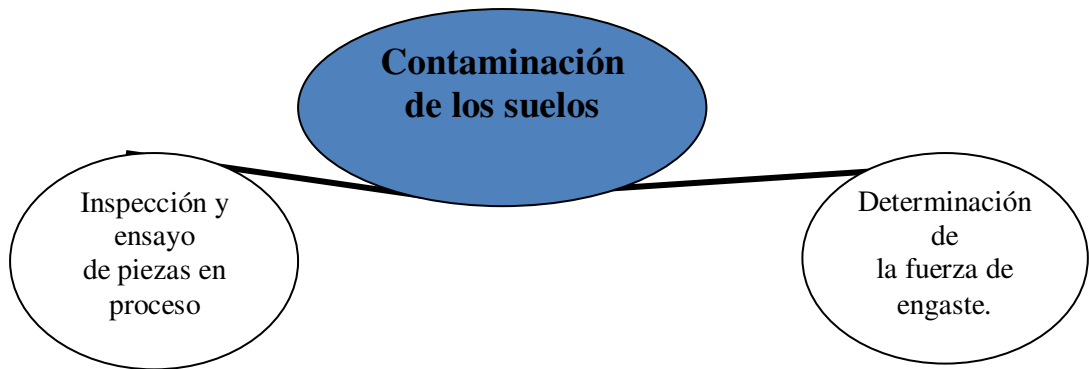 Contaminación
de los suelos
Inspección y
ensayo
de piezas en
proceso
Determinación
de
la fuerza de
engaste.